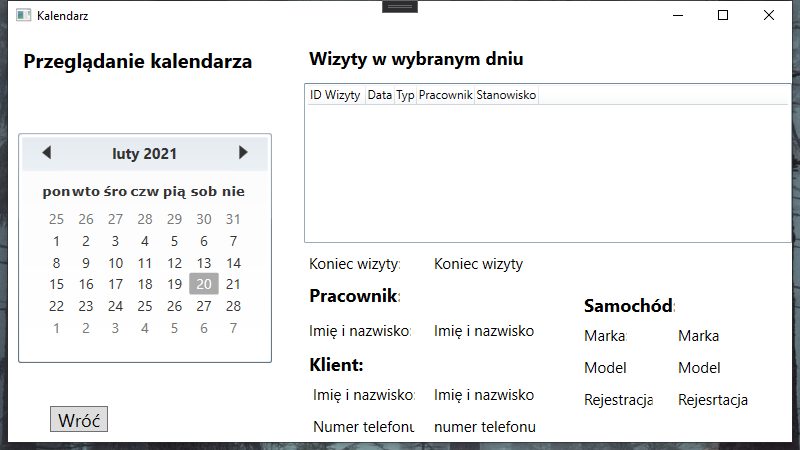 Kalendarz
Przeglądanie kalendarza
Wizyty w wybranym dniu
ID Wizyty Data Typ Pracownik Stanowisko
luty 2021
pon wto śro czw pią sob nie
25 26 27 28 29 30 31
1 2 3 4 5 6 7
8 9 10 11 12 13 14
15 16 17 18 19 20 21
22 23 24 25 26 27 28
1 2 3 4 5 6 7
Wróć
Koniec wizyty: Koniec wizyty
Pracownik:
Imię i nazwisko: Imię i nazwisko
Klient:
Imię i nazwisko: Imię i nazwisko
Numer telefonu numer telefonu
Samochód:
Marka Marka
Model Model
Rejestracja Rejesrtacja